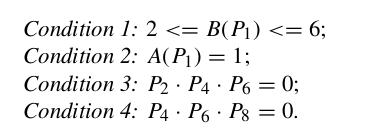 Condition 1: 2 <= B(P₁) <= 6;
Condition 2: A(P₁) = 1;
Condition 3: P₂ · P₄ · P₆ = 0;
Condition 4: P₄ · P₆ · P₈ = 0.